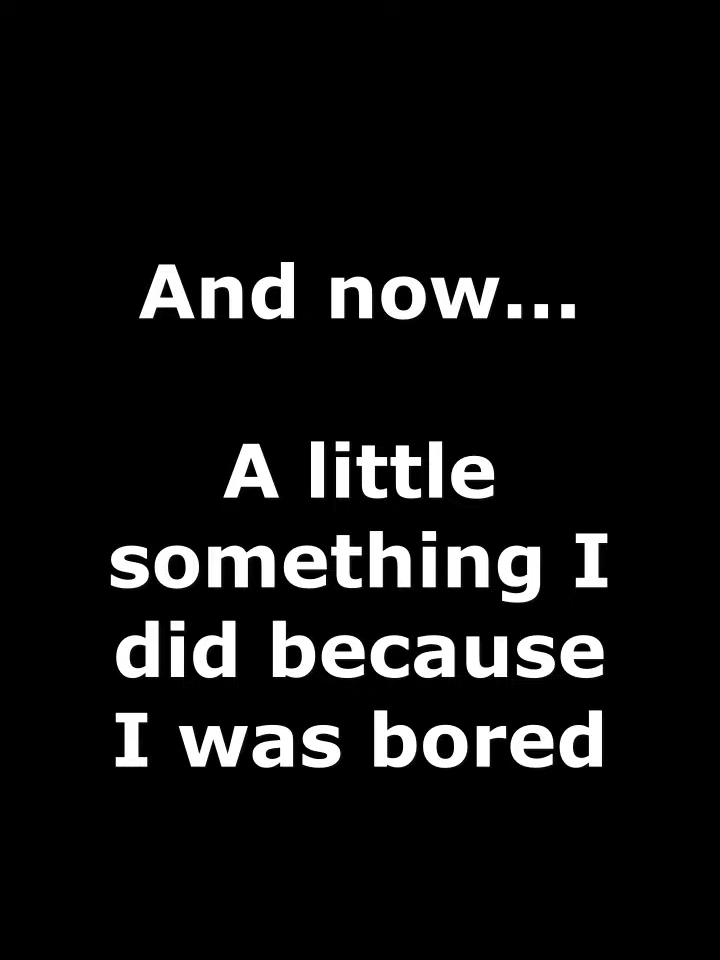 And now...
A little
something I
did because
I was bored